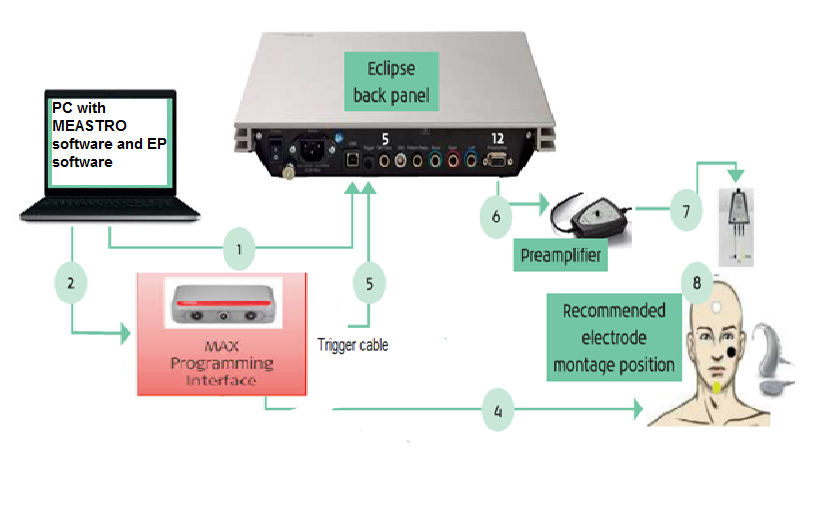 Eclipse
back panel
PC with
MEASTRO
software and EP
software
5
12
6
7
Preamplifier
1
2
5
8
MAX
Programming
Interface
Trigger cable
Recommended
electrode
montage position
4